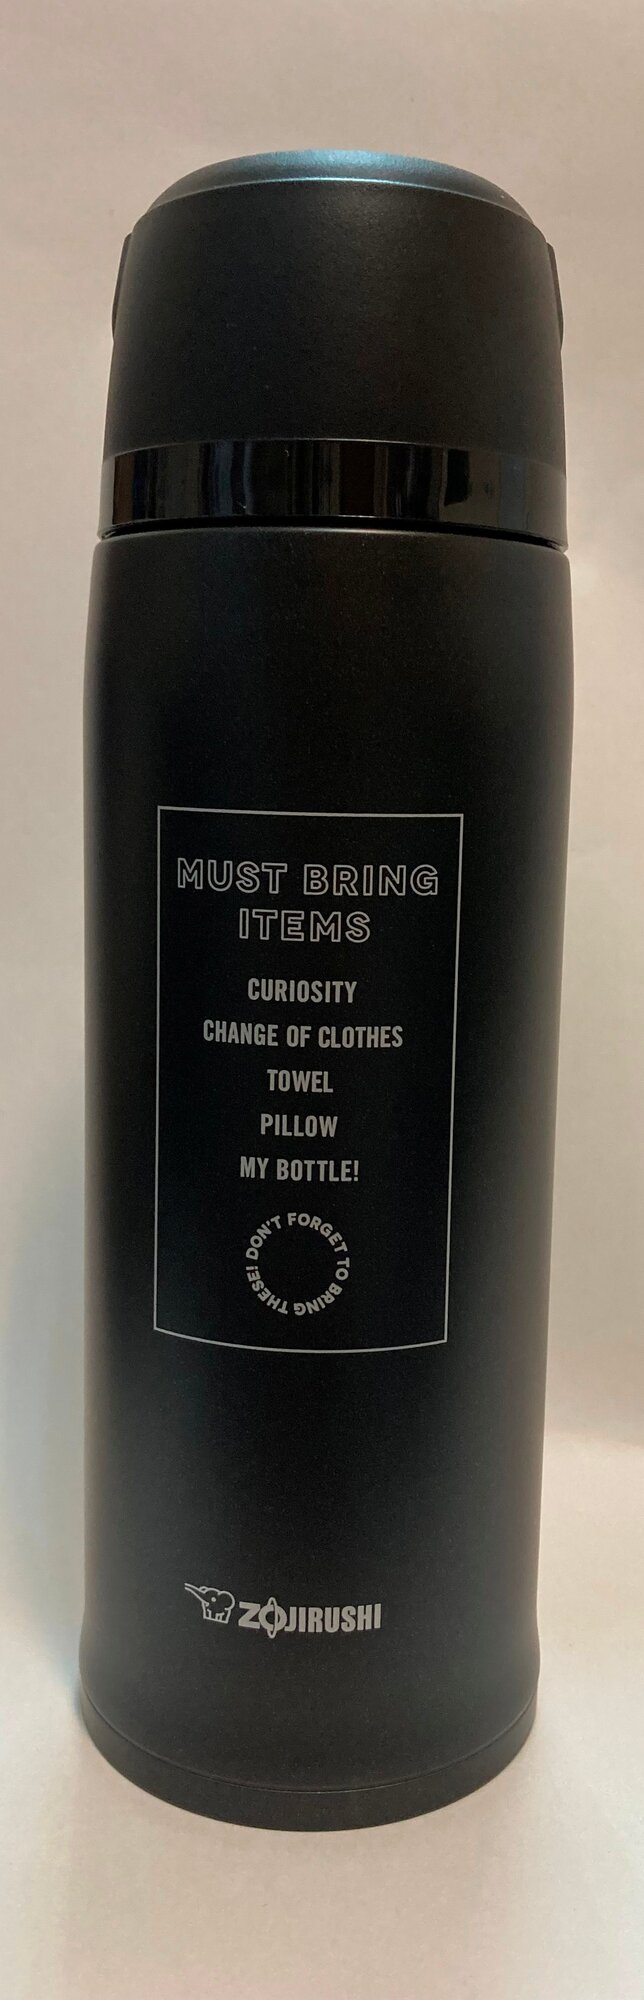 MUST BRING
ITEMS
CURIOSITY
CHANGE OF CLOTHES
TOWEL
PILLOW
MY BOTTLE!
DON'T FORGET TO BRING THESE!
ZOJIRUSHI